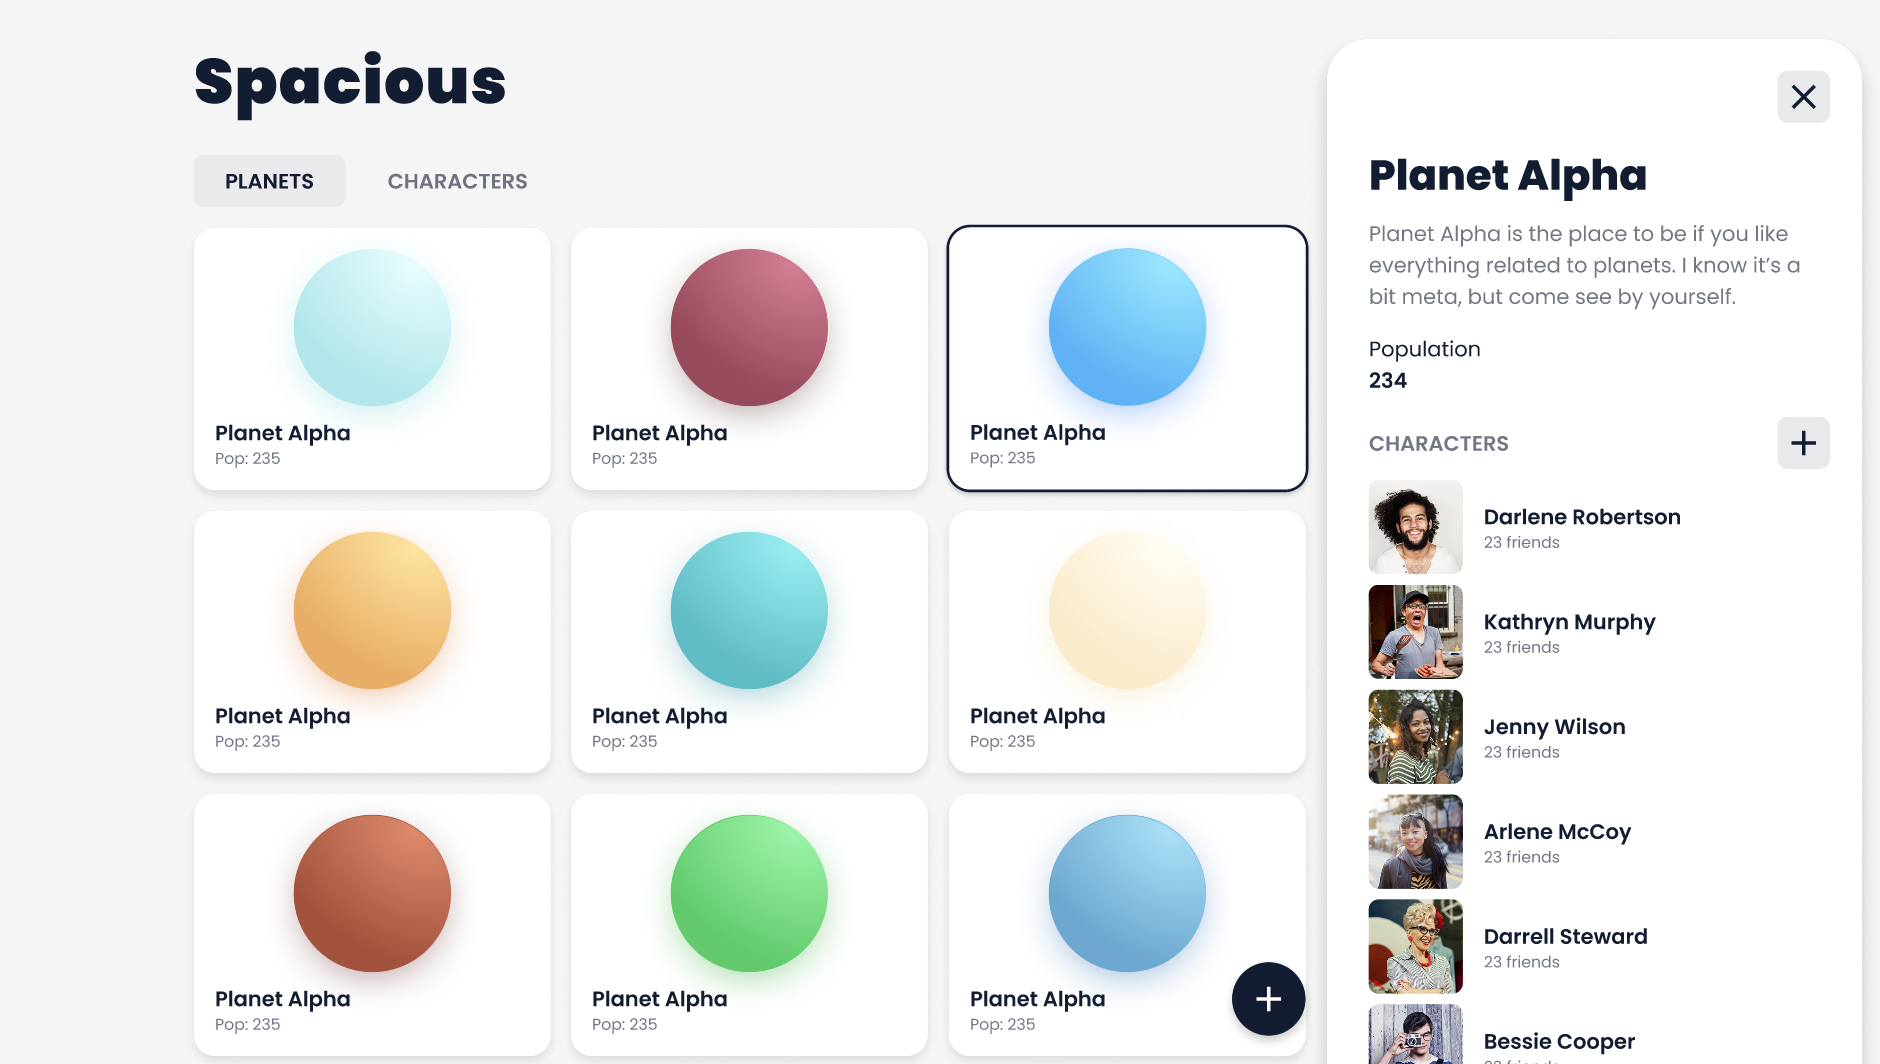 Spacious
PLANETS
CHARACTERS
Planet Alpha
Pop: 235
Planet Alpha
Pop: 235
Planet Alpha
Pop: 235
Planet Alpha
Pop: 235
Planet Alpha
Pop: 235
Planet Alpha
Pop: 235
Planet Alpha
Pop: 235
Planet Alpha
Pop: 235
Planet Alpha
Pop: 235
Planet Alpha
Planet Alpha is the place to be if you like
everything related to planets. I know it’s a
bit meta, but come see by yourself.
Population
234
CHARACTERS
Darlene Robertson
23 friends
Kathryn Murphy
23 friends
Jenny Wilson
23 friends
Arlene McCoy
23 friends
Darrell Steward
23 friends
Bessie Cooper